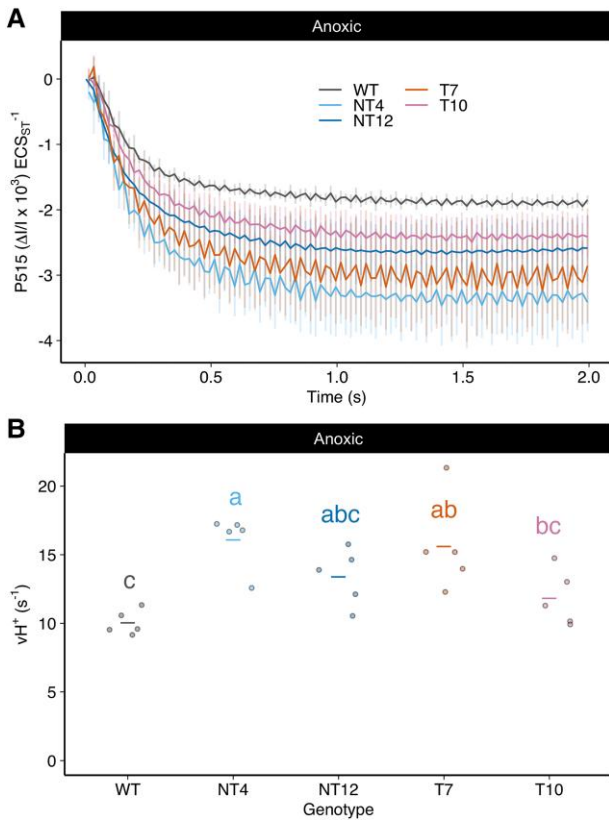 A
Anoxic
P515 (ΔI/I x 10³) ECS_ST⁻¹
0
-1
-2
-3
-4
WT
NT4
NT12
T7
T10
0.0 0.5 1.0 1.5 2.0
Time (s)
B
Anoxic
vH⁺ (s⁻¹)
20
15
10
5
0
c
a
abc
ab
bc
WT NT4 NT12 T7 T10
Genotype